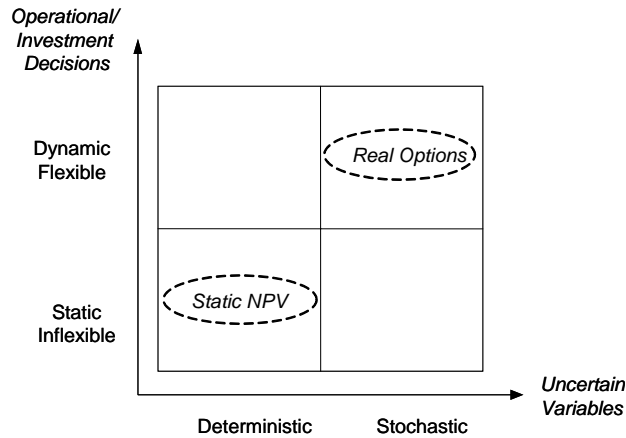 Operational/
Investment
Decisions
Dynamic
Flexible
Real Options
Static NPV
Static
Inflexible
Uncertain
Variables
Deterministic
Stochastic